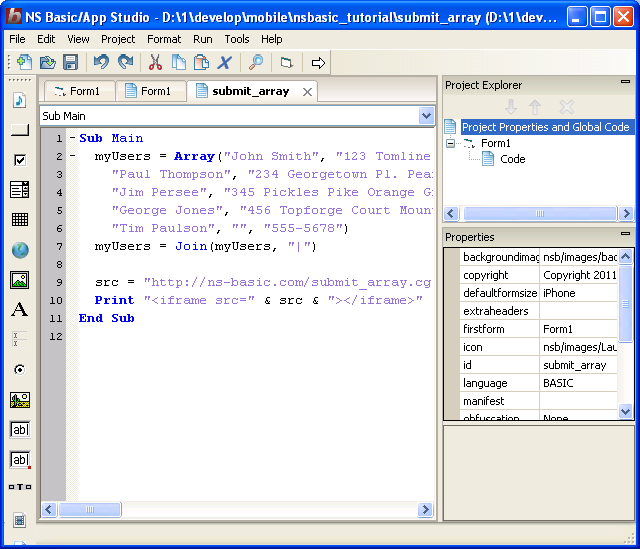 NS Basic/App Studio - D:\1\develop\mobile\nsbasic_tutorial\submit_array (D:\1\dev...
File Edit View Project Format Run Tools Help
Form1 Form1 submit_array
Sub Main
1 Sub Main
2 myUsers = Array("John Smith", "123 Tomline
3 "Paul Thompson", "234 Georgetown Pl. Pear
4 "Jim Persee", "345 Pickles Pike Orange G
5 "George Jones", "456 Topforge Court Moun
6 "Tim Paulson", "", "555-5678")
7 myUsers = Join(myUsers, "|")
8
9 src = "http://ns-basic.com/submit_array.cg
10 Print "<iframe src=" & src & "></iframe>"
11 End Sub
12
A
ab
ab
T
Project Explorer
Project Properties and Global Code
Form1
Code
Properties
backgroundimag nsb/images/bac
copyright Copyright 2011
defaultformsize iPhone
extraheaders
firstform Form1
icon nsb/images/Lau
id submit_array
language BASIC
manifest
obfuscation None